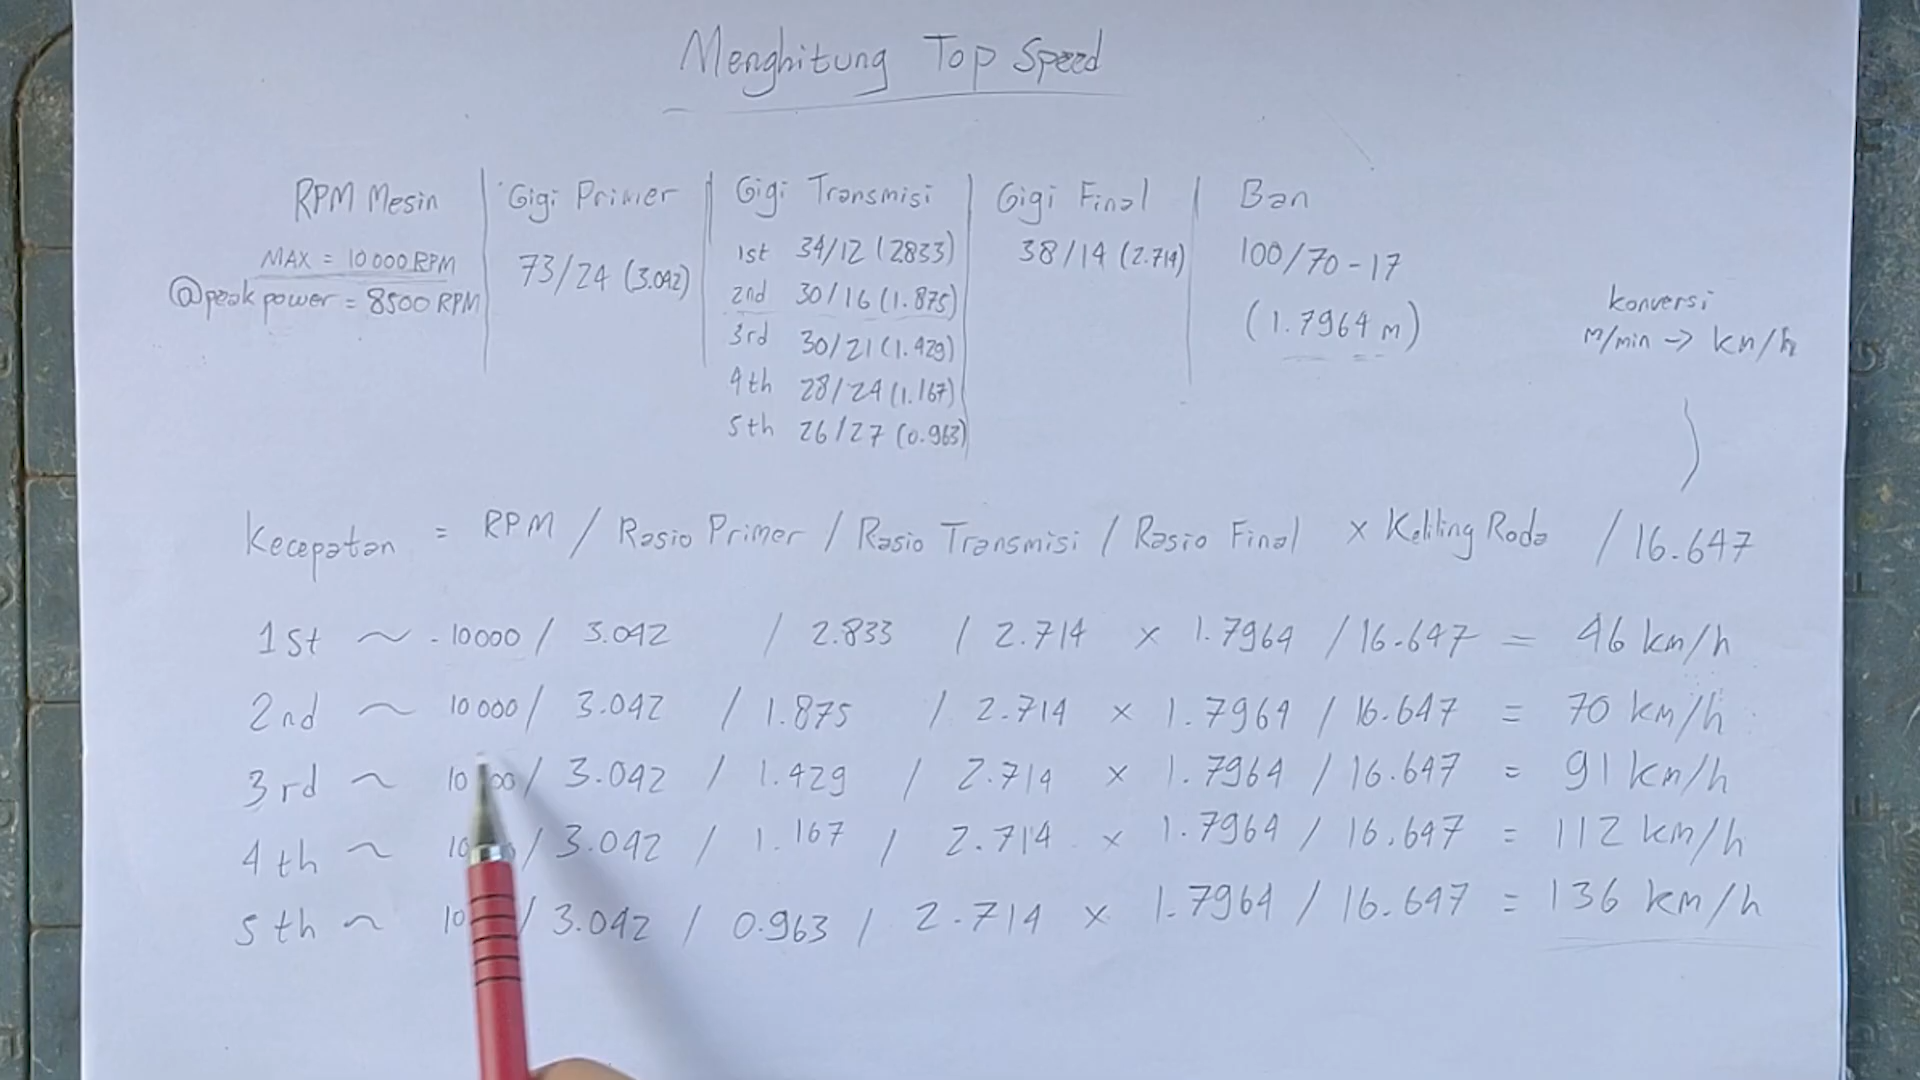 Menghitung Top Speed
RPM Mesin
MAX = 10000 RPM
@peak power = 8500 RPM
Gigi Primer
73/24 (3.042)
Gigi Transmisi
1st 34/12 (2833)
2nd 30/16 (1.875)
3rd 30/21 (1.429)
4th 28/24 (1.167)
5th 26/27 (0.963)
Gigi Final
38/14 (2.714)
Ban
100/70-17
(1.7964 m)
konversi
m/min → km/h
Kecepatan = RPM / Rasio Primer / Rasio Transmisi / Rasio Final × Keliling Roda / 16.647
1st ~ 10000 / 3.042 / 2.833 / 2.714 × 1.7964 / 16.647 = 46 km/h
2nd ~ 10000 / 3.042 / 1.875 / 2.714 × 1.7964 / 16.647 = 70 km/h
3rd ~ / 3.042 / 1.429 / 2.714 × 1.7964 / 16.647 = 91 km/h
4th ~ / 3.042 / 1.167 / 2.714 × 1.7964 / 16.647 = 112 km/h
5th ~ / 3.042 / 0.963 / 2.714 × 1.7964 / 16.647 = 136 km/h